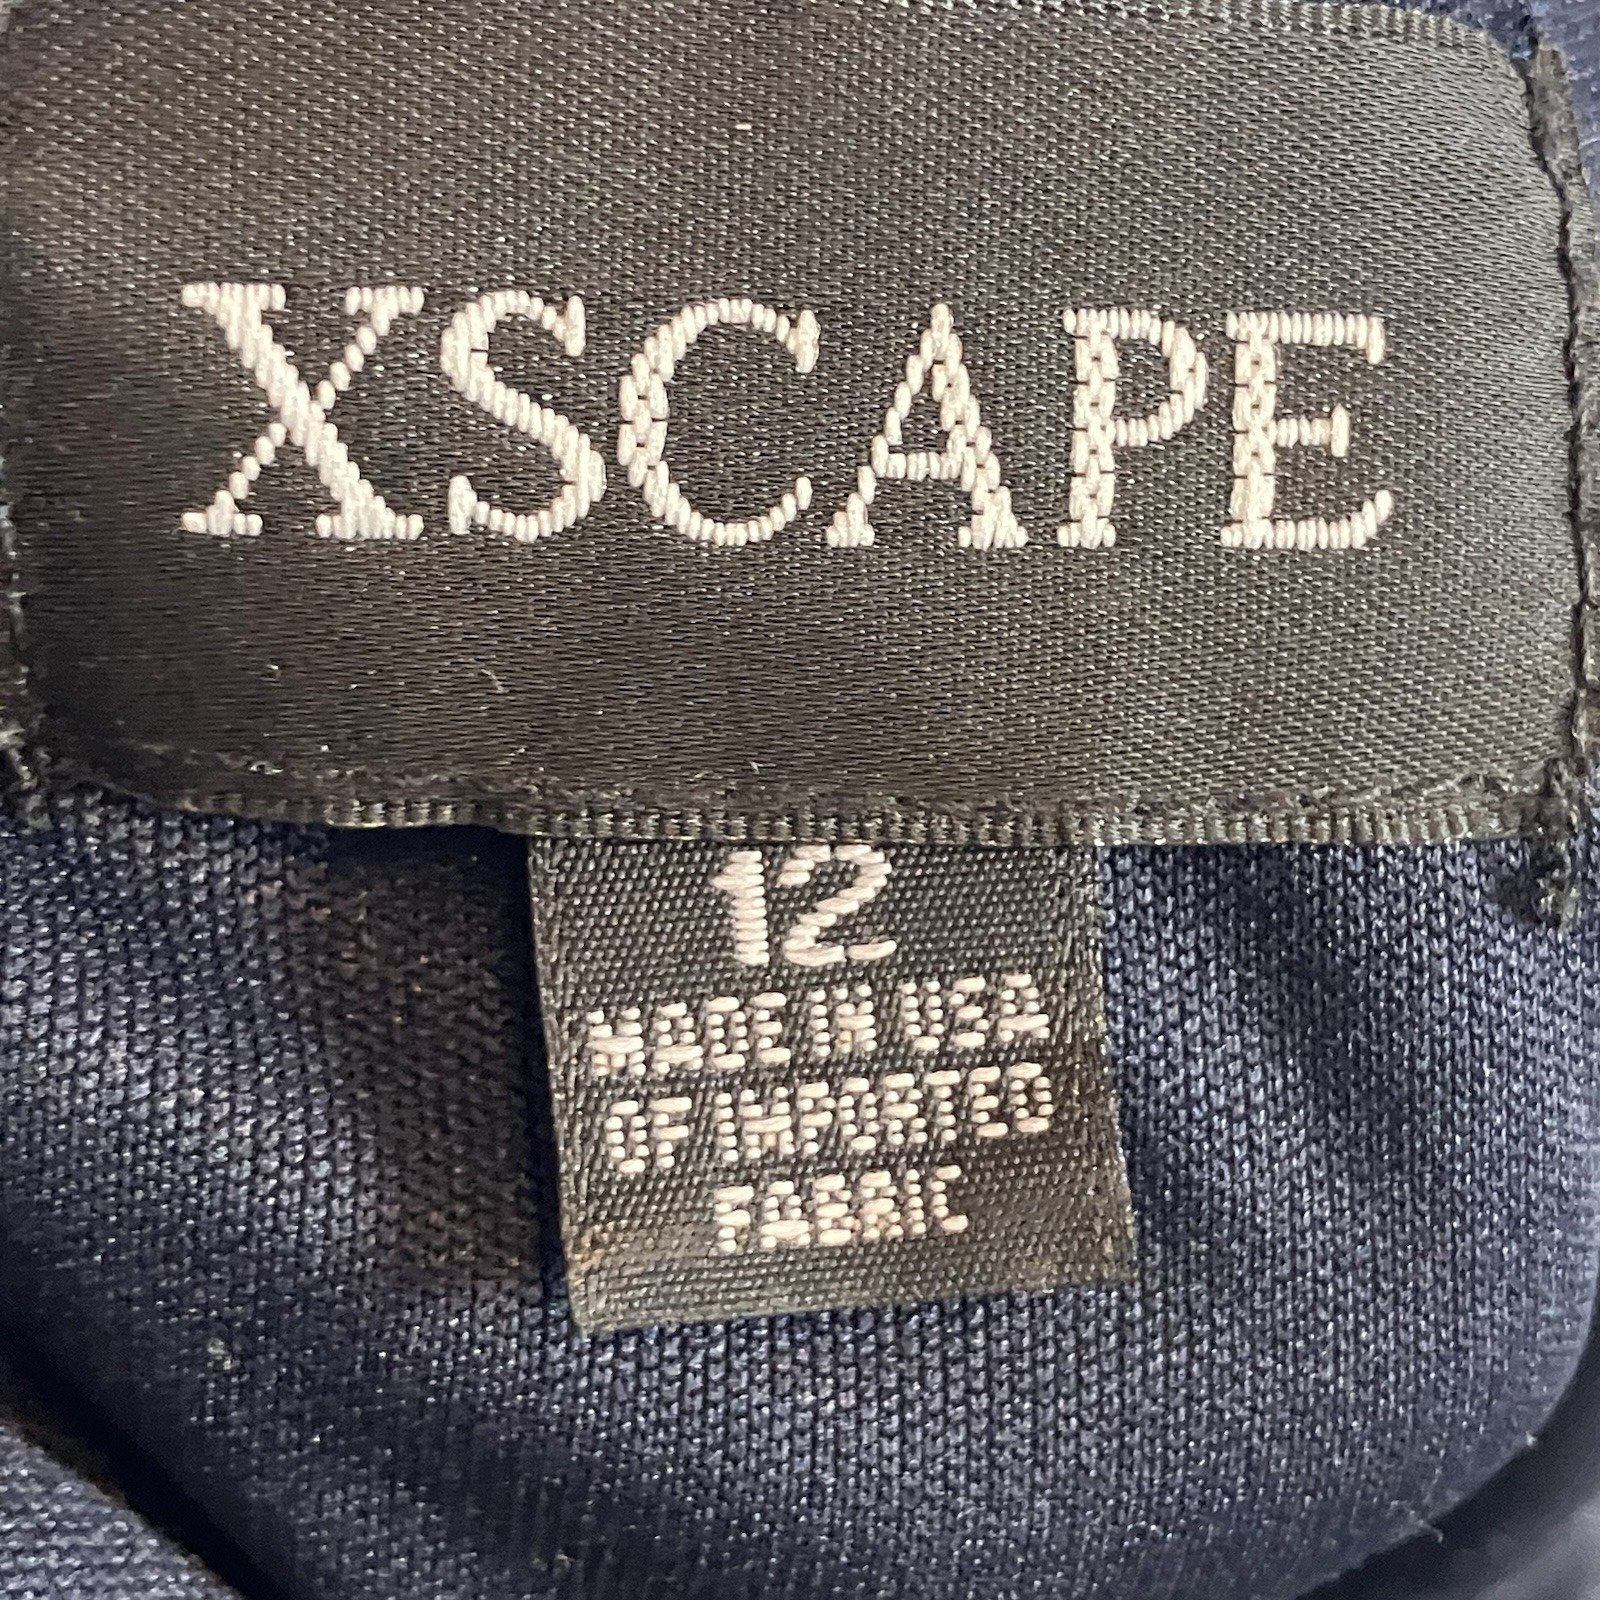 XSCAPE
12
MADE IN USA
OF IMPORTED
FABRIC